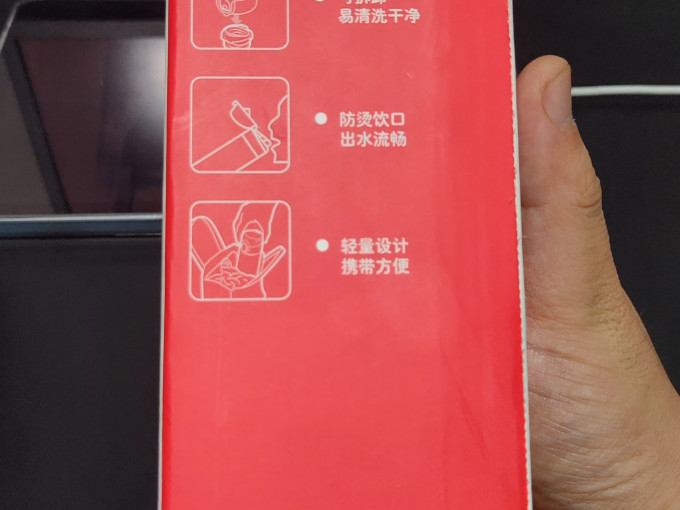 易清洗干净
防烫饮口
出水流畅
轻量设计
携带方便